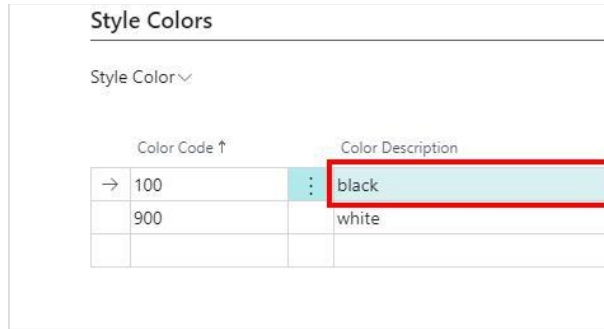 Style Colors
Style Color
Color Code ↑ Color Description
→ 100 ⋮ black
900 white